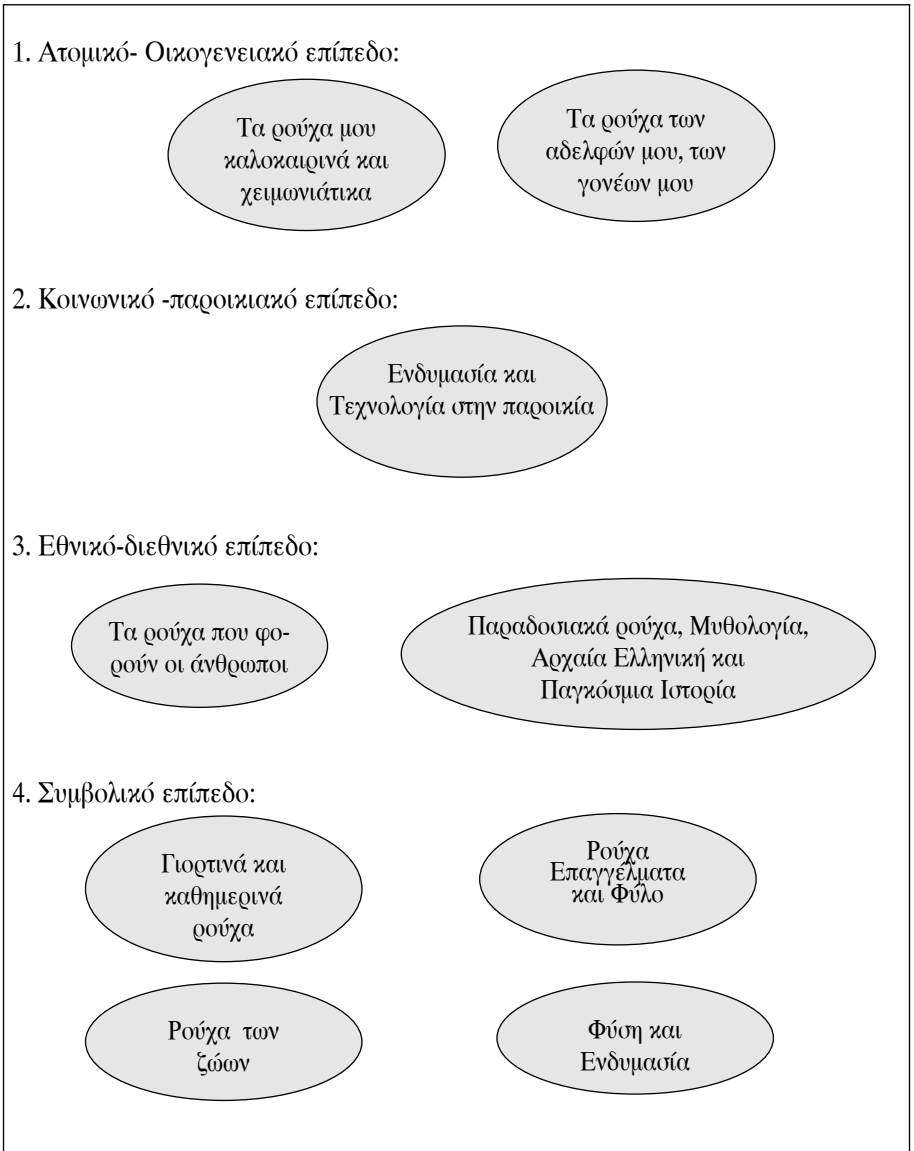 1. Ατομικό- Οικογενειακό επίπεδο:
Τα ρούχα μου
καλοκαιρινά και
χειμωνιάτικα
Τα ρούχα των
αδελφών μου, των
γονέων μου
2. Κοινωνικό -παροικιακό επίπεδο:
Ενδυμασία και
Τεχνολογία στην παροικία
3. Εθνικό-διεθνικό επίπεδο:
Τα ρούχα που φο-
ρούν οι άνθρωποι
Παραδοσιακά ρούχα, Μυθολογία,
Αρχαία Ελληνική και
Παγκόσμια Ιστορία
4. Συμβολικό επίπεδο:
Γιορτινά και
καθημερινά
ρούχα
Ρούχα
Επαγγέλματα
και Φύλο
Ρούχα των
ζώων
Φύση και
Ενδυμασία